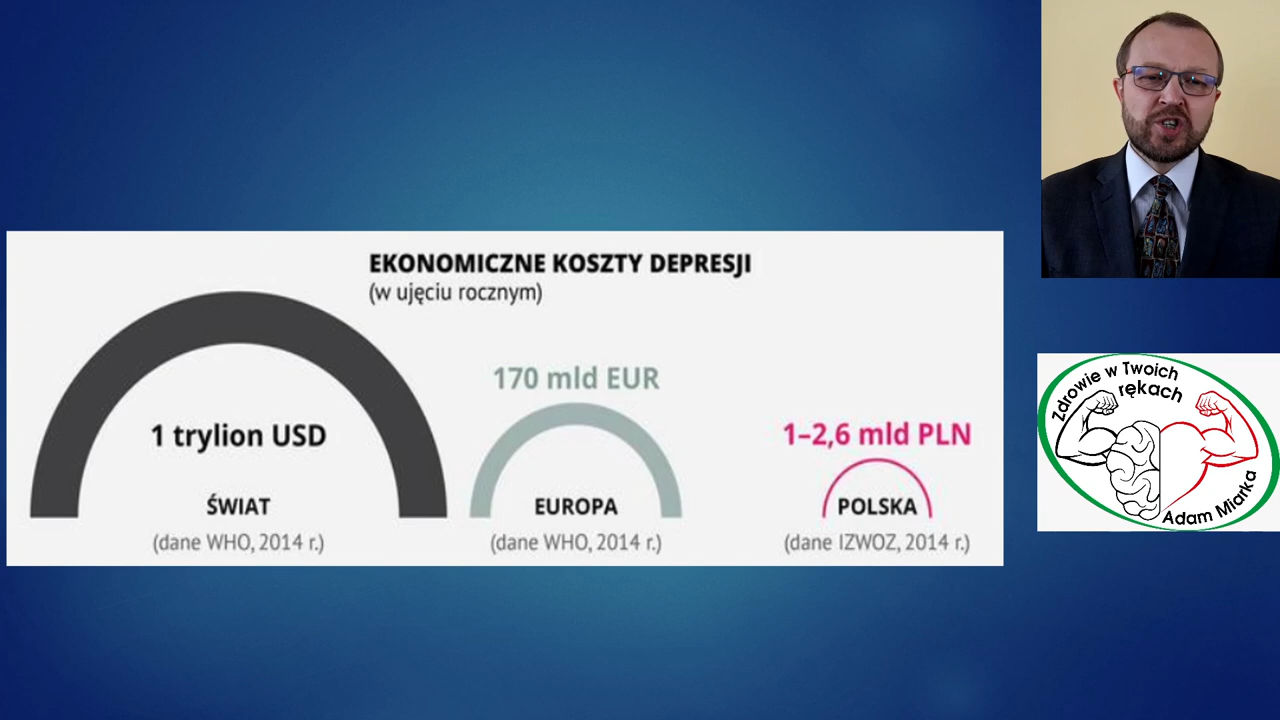 EKONOMICZNE KOSZTY DEPRESJI
(w ujęciu rocznym)
1 trylion USD
ŚWIAT
(dane WHO, 2014 r.)
170 mld EUR
EUROPA
(dane WHO, 2014 r.)
1–2,6 mld PLN
POLSKA
(dane IZWOZ, 2014 r.)
Zdrowie w Twoich
rękach
Adam Miarka